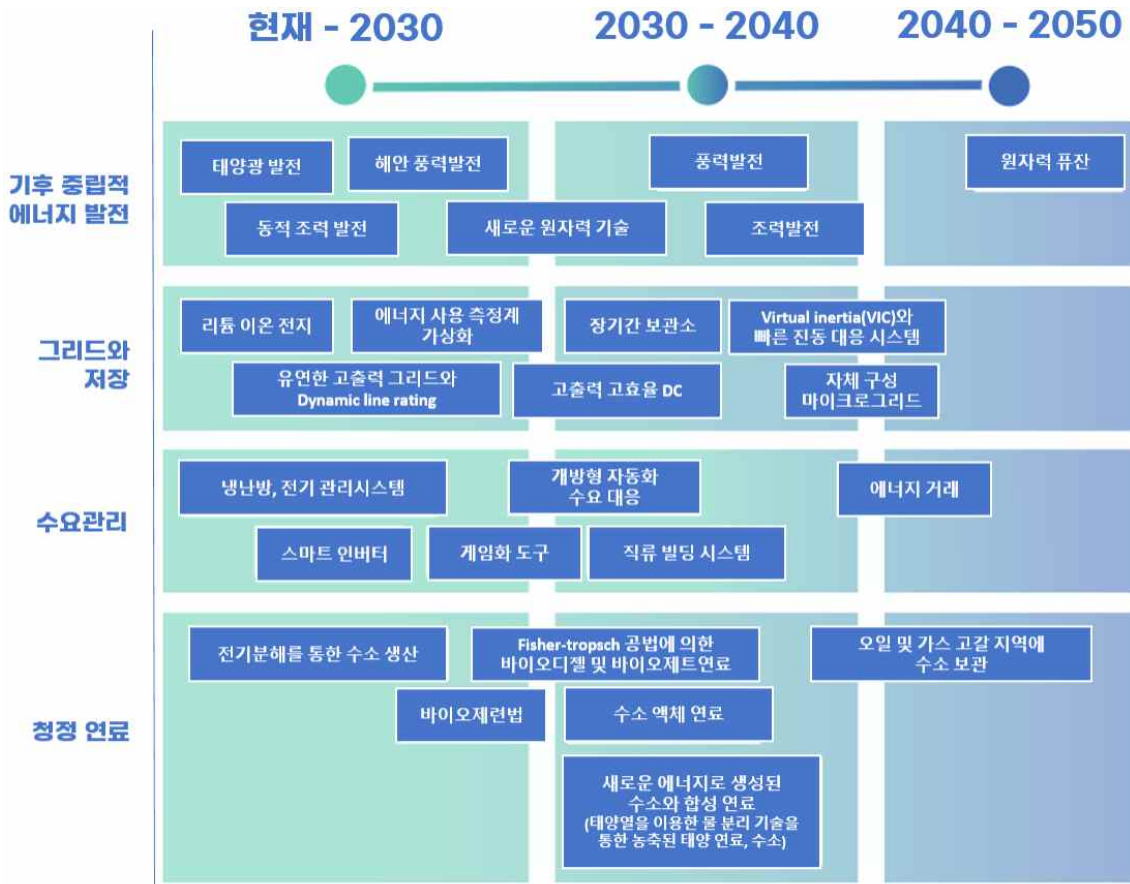 현재 - 2030
2030 - 2040
2040 - 2050
기후 중립적
에너지 발전
태양광 발전
해안 풍력발전
풍력발전
원자력 퓨잔
동적 조력 발전
새로운 원자력 기술
조력발전
그리드와
저장
리튬 이온 전지
에너지 사용 측정계
가상화
장기간 보관소
Virtual inertia(VIC)와
빠른 진동 대응 시스템
유연한 고출력 그리드와
Dynamic line rating
고출력 고효율 DC
자체 구성
마이크로그리드
수요관리
냉난방, 전기 관리시스템
개방형 자동화
수요 대응
에너지 거래
스마트 인버터
게임화 도구
직류 빌딩 시스템
청정 연료
전기분해를 통한 수소 생산
Fisher-tropsch 공법에 의한
바이오디젤 및 바이오제트연료
오일 및 가스 고갈 지역에
수소 보관
바이오제련법
수소 액체 연료
새로운 에너지로 생성된
수소와 합성 연료
(태양열을 이용한 물 분리 기술을
통한 농축된 태양 연료, 수소)